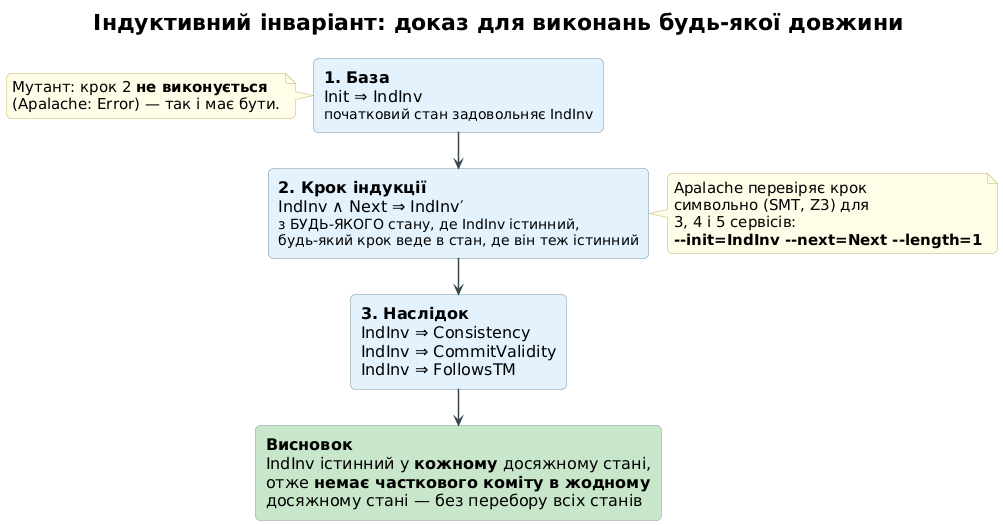 Індуктивний інваріант: доказ для виконань будь-якої довжини
Мутант: крок 2 не виконується
(Apalache: Error) — так і має бути.
1. База
Init ⇒ IndInv
початковий стан задовольняє IndInv
2. Крок індукції
IndInv ∧ Next ⇒ IndInv′
з БУДЬ-ЯКОГО стану, де IndInv істинний,
будь-який крок веде в стан, де він теж істинний
Apalache перевіряє крок
символьно (SMT, Z3) для
3, 4 і 5 сервісів:
--init=IndInv --next=Next --length=1
3. Наслідок
IndInv ⇒ Consistency
IndInv ⇒ CommitValidity
IndInv ⇒ FollowsTM
Висновок
IndInv істинний у кожному досяжному стані,
отже немає часткового коміту в жодному
досяжному стані — без перебору всіх станів